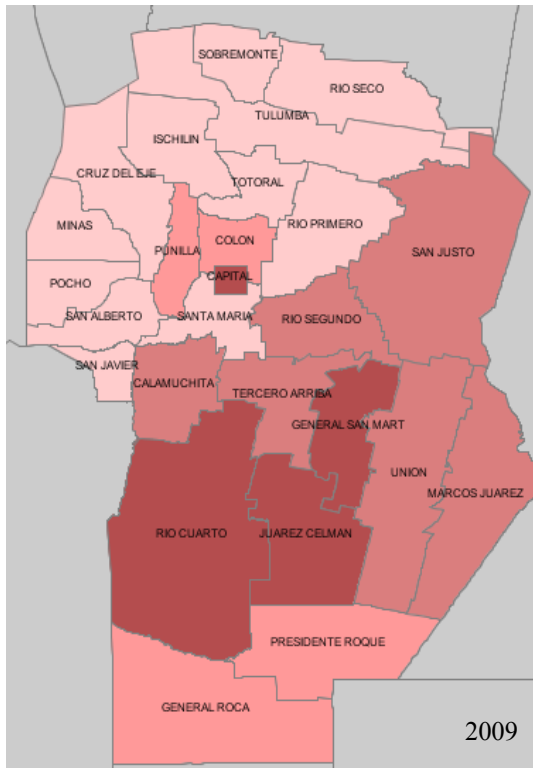 SOBREMONTE
RIO SECO
TULUMBA
ISCHILIN
CRUZ DEL EJE
TOTORAL
MINAS
RIO PRIMERO
COLON
PUNILLA
SAN JUSTO
CAPITAL
POCHO
SAN ALBERTO
SANTA MARIA
RIO SEGUNDO
SAN JAVIER
CALAMUCHITA
TERCERO ARRIBA
GENERAL SAN MART
UNION
MARCOS JUAREZ
RIO CUARTO
JUAREZ CELMAN
PRESIDENTE ROQUE
GENERAL ROCA
2009